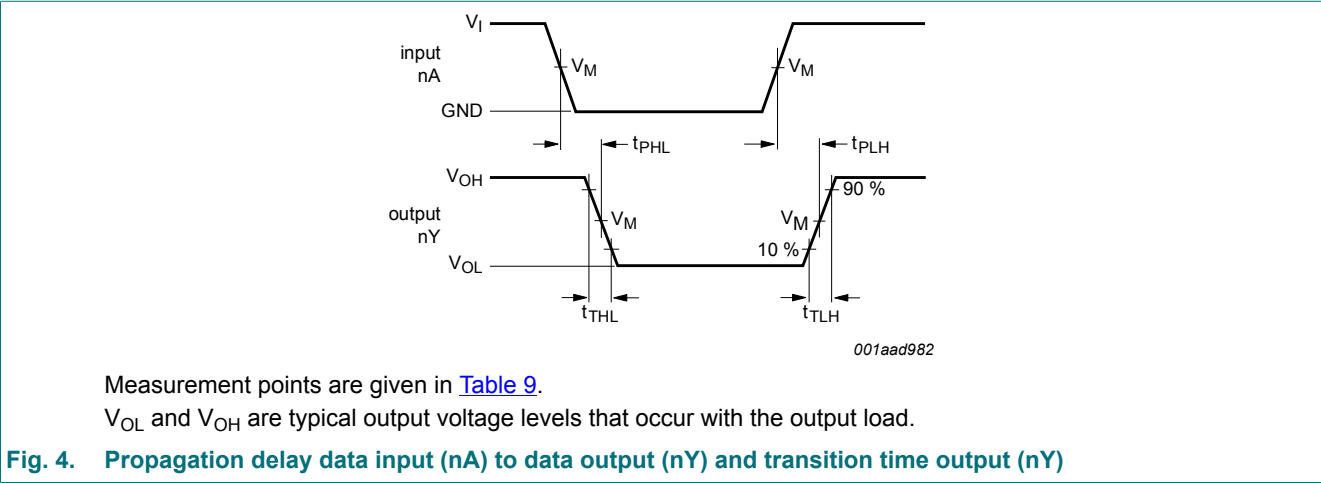 V_I
input
nA
V_M
V_M
GND
t_PHL
t_PLH
V_OH
90 %
output
nY
V_M
V_M
10 %
V_OL
t_THL
t_TLH
001aad982
Measurement points are given in Table 9.
V_OL and V_OH are typical output voltage levels that occur with the output load.
Fig. 4. Propagation delay data input (nA) to data output (nY) and transition time output (nY)